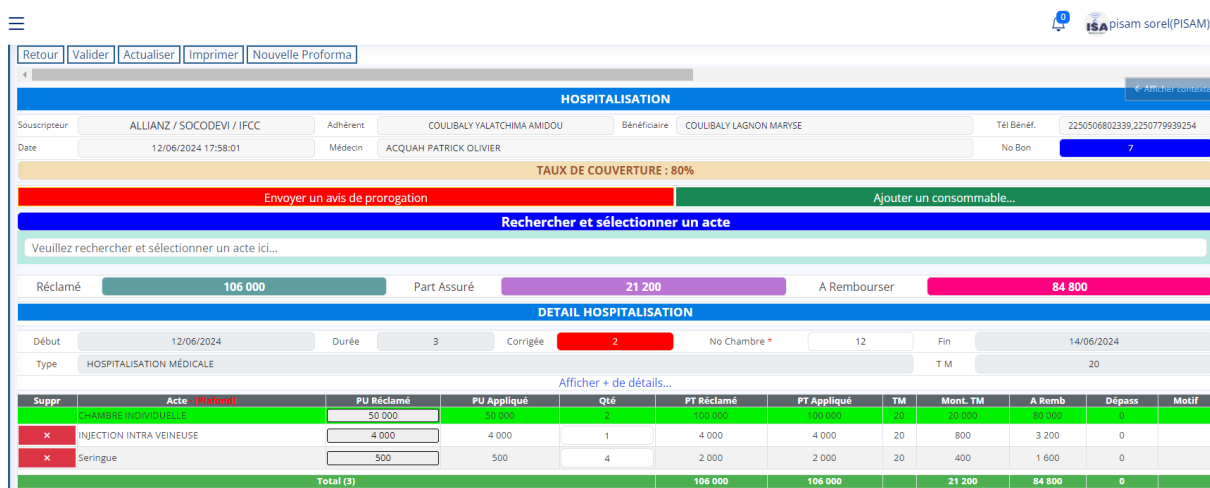 0
ISA pisam sorel(PISAM)
Retour Valider Actualiser Imprimer Nouvelle Proforma
← Afficher contexte
HOSPITALISATION
Souscripteur ALLIANZ / SOCODEVI / IFCC Adhérent COULIBALY YALATCHIMA AMIDOU Bénéficiaire COULIBALY LAGNON MARYSE Tél Bénéf. 2250506802339,2250779939254
Date 12/06/2024 17:58:01 Médecin ACQUAH PATRICK OLIVIER No Bon 7
TAUX DE COUVERTURE : 80%
Envoyer un avis de prorogation Ajouter un consommable...
Rechercher et sélectionner un acte
Veuillez rechercher et sélectionner un acte ici...
Réclamé 106 000 Part Assuré 21 200 A Rembourser 84 800
DETAIL HOSPITALISATION
Début 12/06/2024 Durée 3 Corrigée 2 No Chambre * 12 Fin 14/06/2024
Type HOSPITALISATION MÉDICALE T M 20
Afficher + de détails...
Suppr Acte - (Plafond) PU Réclamé PU Appliqué Qté PT Réclamé PT Appliqué TM Mont. TM A Remb Dépass Motif
CHAMBRE INDIVIDUELLE 50 000 50 000 2 100 000 100 000 20 20 000 80 000 0
× INJECTION INTRA VEINEUSE 4 000 4 000 1 4 000 4 000 20 800 3 200 0
× Seringue 500 500 4 2 000 2 000 20 400 1 600 0
Total (3) 106 000 106 000 21 200 84 800 0